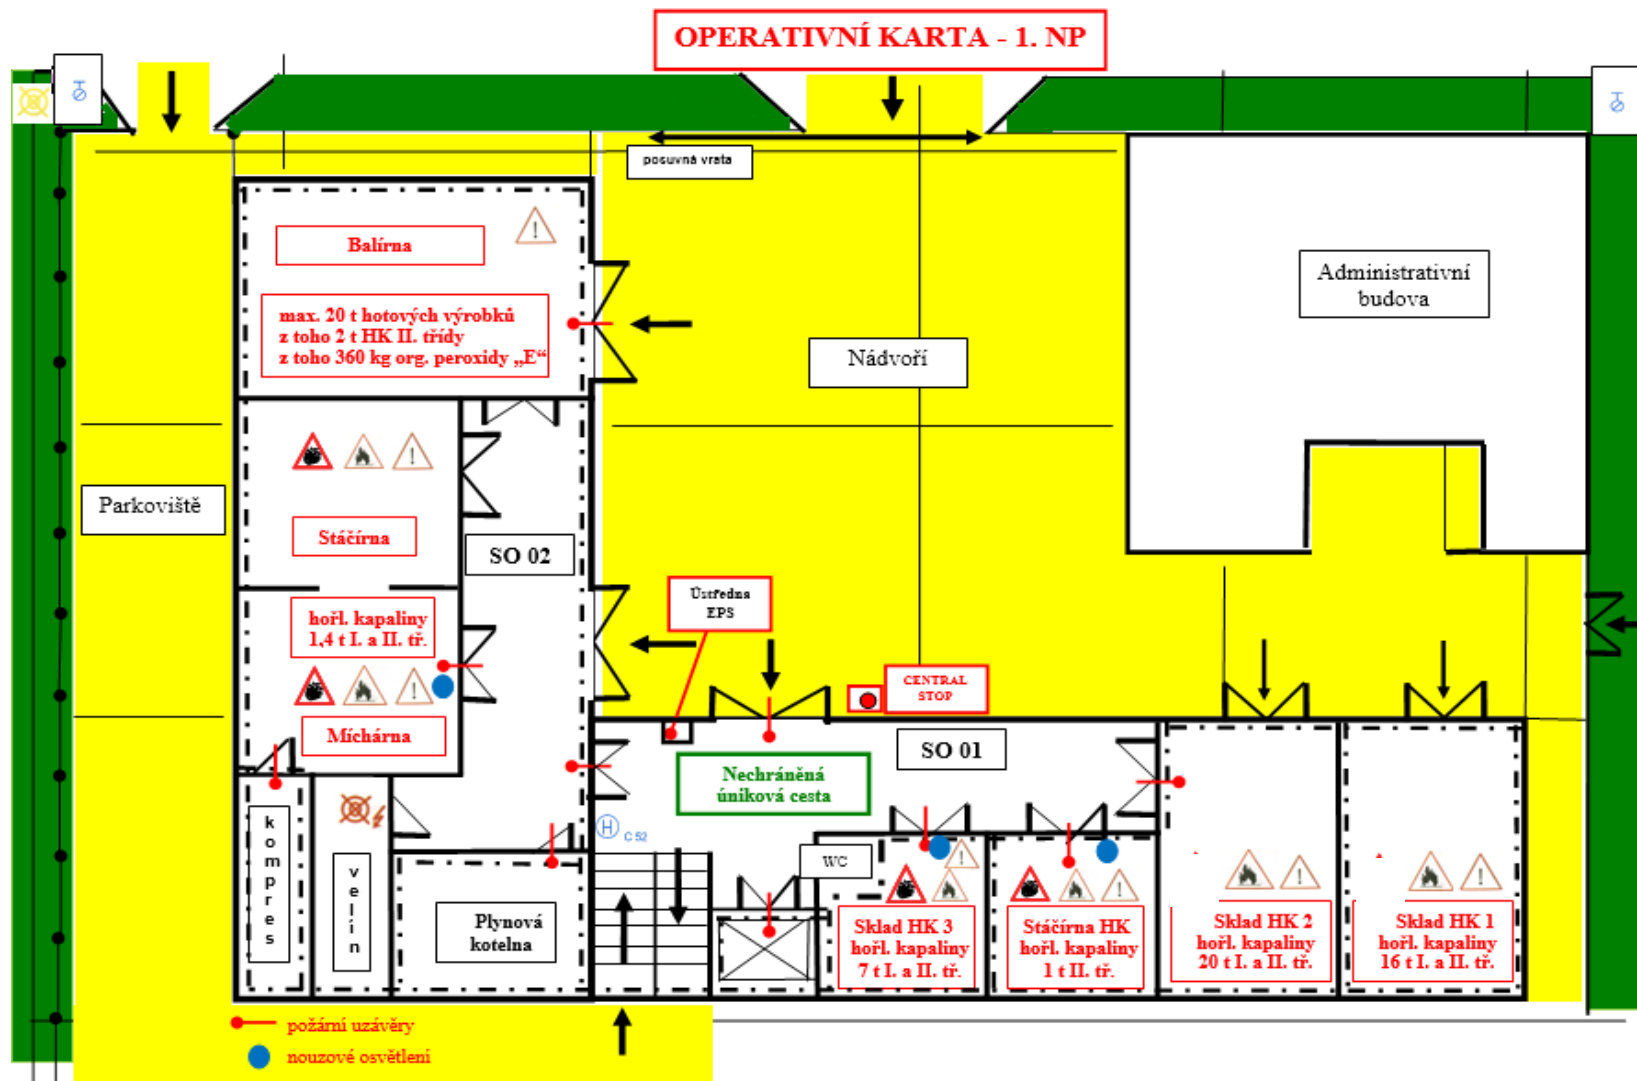 OPERATIVNÍ KARTA - 1. NP
posuvná vrata
Balírna
max. 20 t hotových výrobků
z toho 2 t HK II. třídy
z toho 360 kg org. peroxidy „E“
Administrativní
budova
Nádvoří
Parkoviště
Stáčírna
SO 02
hořl. kapaliny
1,4 t I. a II. tř.
Míchárna
Ústředna
EPS
CENTRAL
STOP
SO 01
Nechráněná
úniková cesta
H
C 52
WC
kompres
velín
Plynová
kotelna
Sklad HK 3
hořl. kapaliny
7 t I. a II. tř.
Stáčírna HK
hořl. kapaliny
1 t II. tř.
Sklad HK 2
hořl. kapaliny
20 t I. a II. tř.
Sklad HK 1
hořl. kapaliny
16 t I. a II. tř.
požární uzávěry
nouzové osvětlení